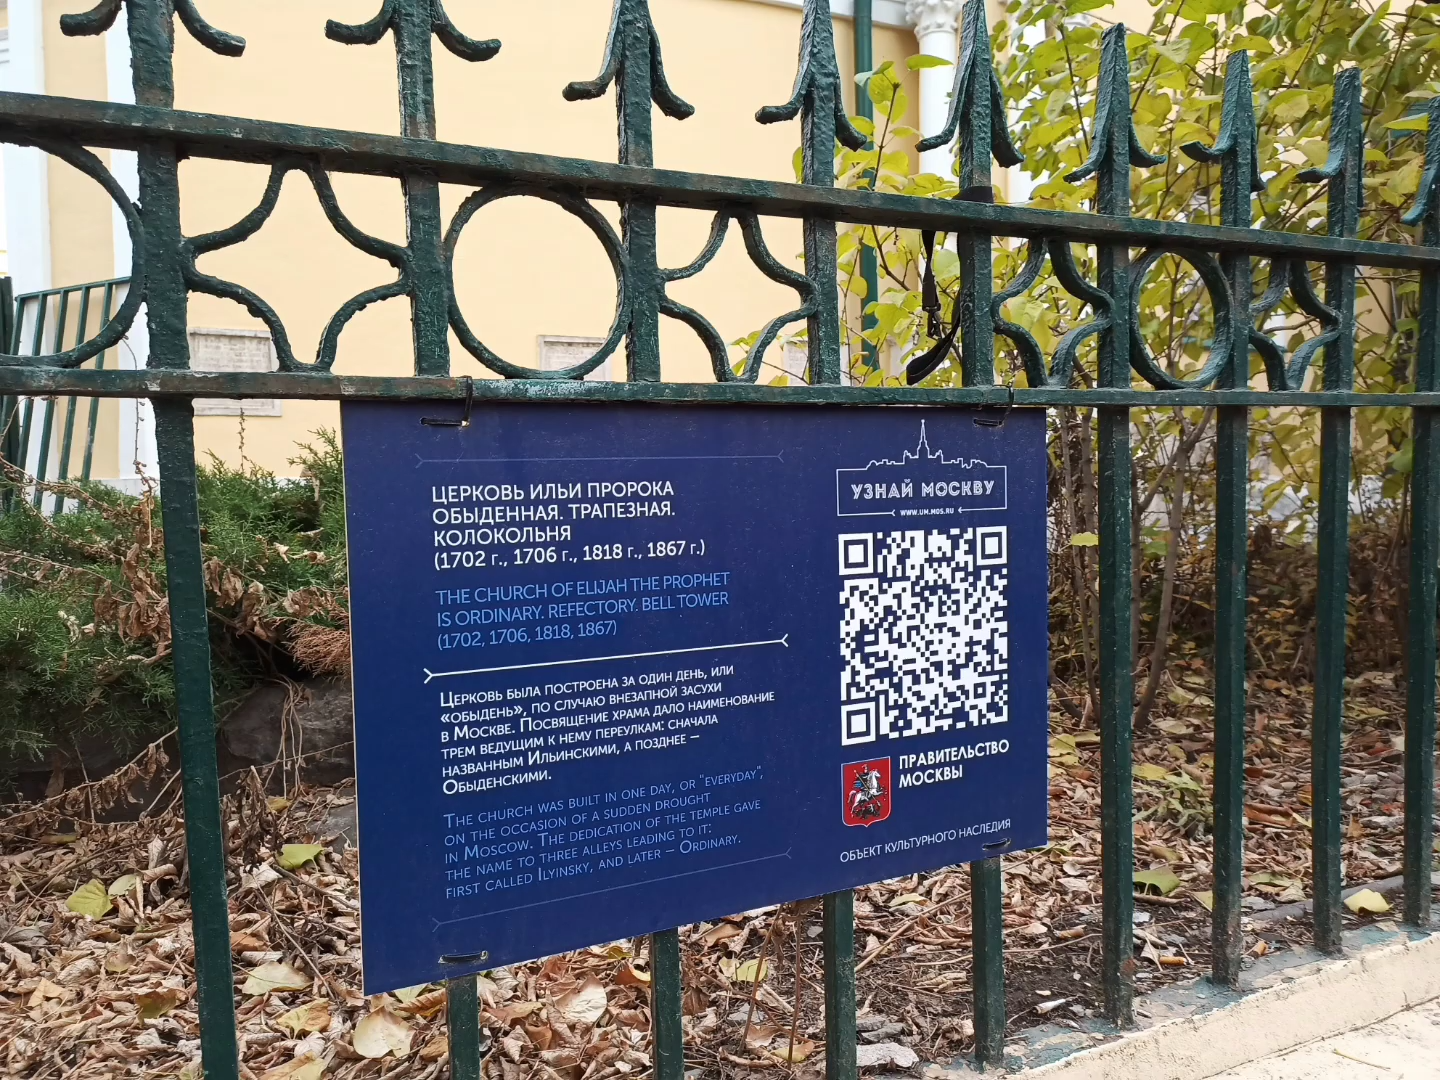 ЦЕРКОВЬ ИЛЬИ ПРОРОКА
ОБЫДЕННАЯ. ТРАПЕЗНАЯ.
КОЛОКОЛЬНЯ
(1702 г., 1706 г., 1818 г., 1867 г.)
THE CHURCH OF ELIJAH THE PROPHET
IS ORDINARY. REFECTORY. BELL TOWER
(1702, 1706, 1818, 1867)
ЦЕРКОВЬ БЫЛА ПОСТРОЕНА ЗА ОДИН ДЕНЬ, ИЛИ
«ОБЫДЕНЬ», ПО СЛУЧАЮ ВНЕЗАПНОЙ ЗАСУХИ
В МОСКВЕ. ПОСВЯЩЕНИЕ ХРАМА ДАЛО НАИМЕНОВАНИЕ
ТРЕМ ВЕДУЩИМ К НЕМУ ПЕРЕУЛКАМ: СНАЧАЛА
НАЗВАННЫМ ИЛЬИНСКИМИ, А ПОЗДНЕЕ –
ОБЫДЕНСКИМИ.
THE CHURCH WAS BUILT IN ONE DAY, OR "EVERYDAY",
ON THE OCCASION OF A SUDDEN DROUGHT
IN MOSCOW. THE DEDICATION OF THE TEMPLE GAVE
THE NAME TO THREE ALLEYS LEADING TO IT:
FIRST CALLED ILYINSKY, AND LATER – ORDINARY.
УЗНАЙ МОСКВУ
WWW.UM.MOS.RU
ПРАВИТЕЛЬСТВО
МОСКВЫ
ОБЪЕКТ КУЛЬТУРНОГО НАСЛЕДИЯ